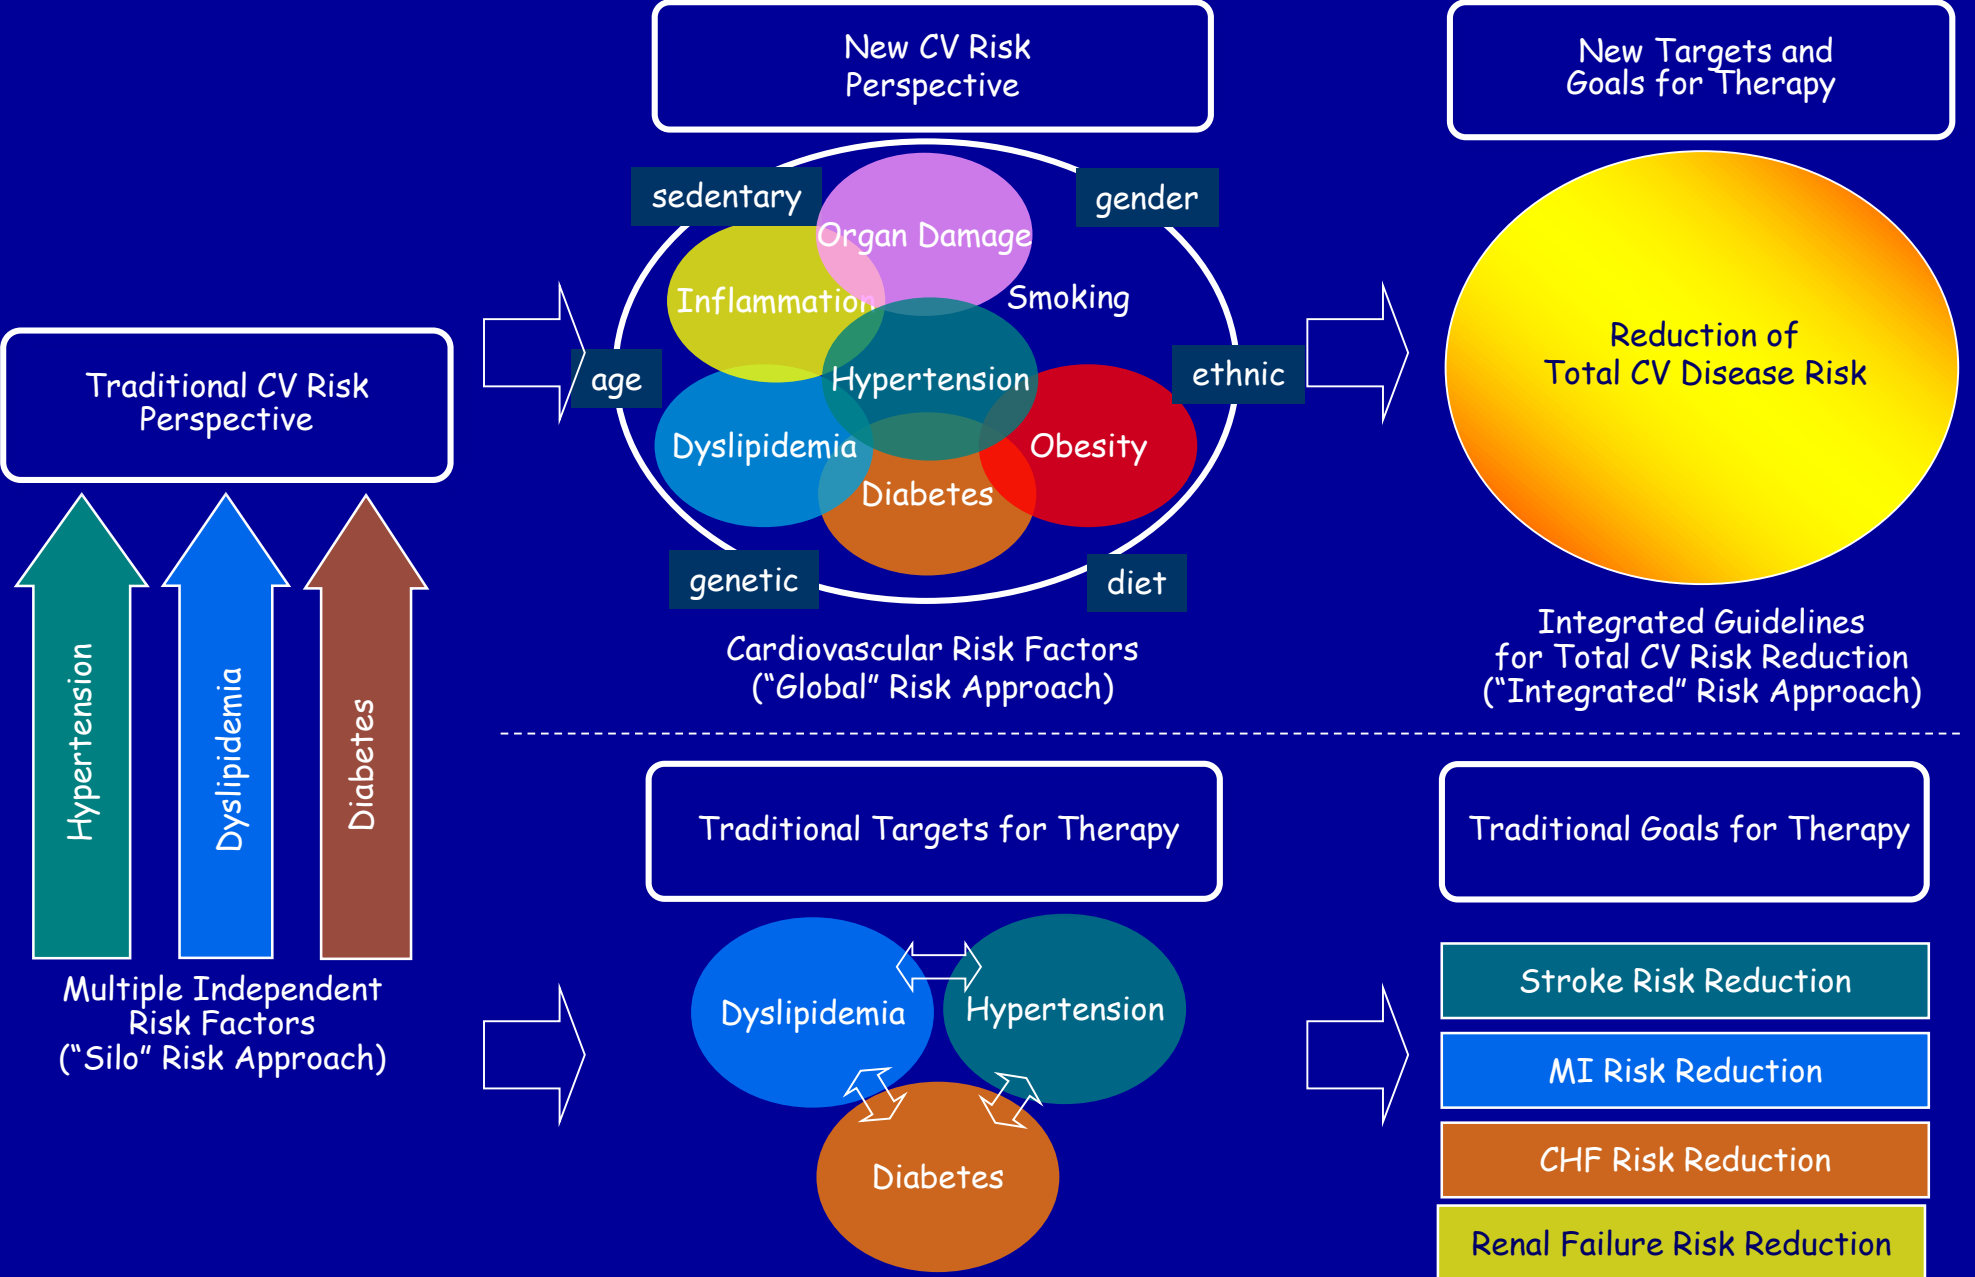 New CV Risk
Perspective
New Targets and
Goals for Therapy
sedentary
gender
Organ Damage
Inflammation
Smoking
Hypertension
age
ethnic
Dyslipidemia
Obesity
Diabetes
genetic
diet
Cardiovascular Risk Factors
(“Global” Risk Approach)
Reduction of
Total CV Disease Risk
Integrated Guidelines
for Total CV Risk Reduction
(“Integrated” Risk Approach)
Traditional CV Risk
Perspective
Hypertension
Dyslipidemia
Diabetes
Multiple Independent
Risk Factors
(“Silo” Risk Approach)
Traditional Targets for Therapy
Dyslipidemia
Hypertension
Diabetes
Traditional Goals for Therapy
Stroke Risk Reduction
MI Risk Reduction
CHF Risk Reduction
Renal Failure Risk Reduction